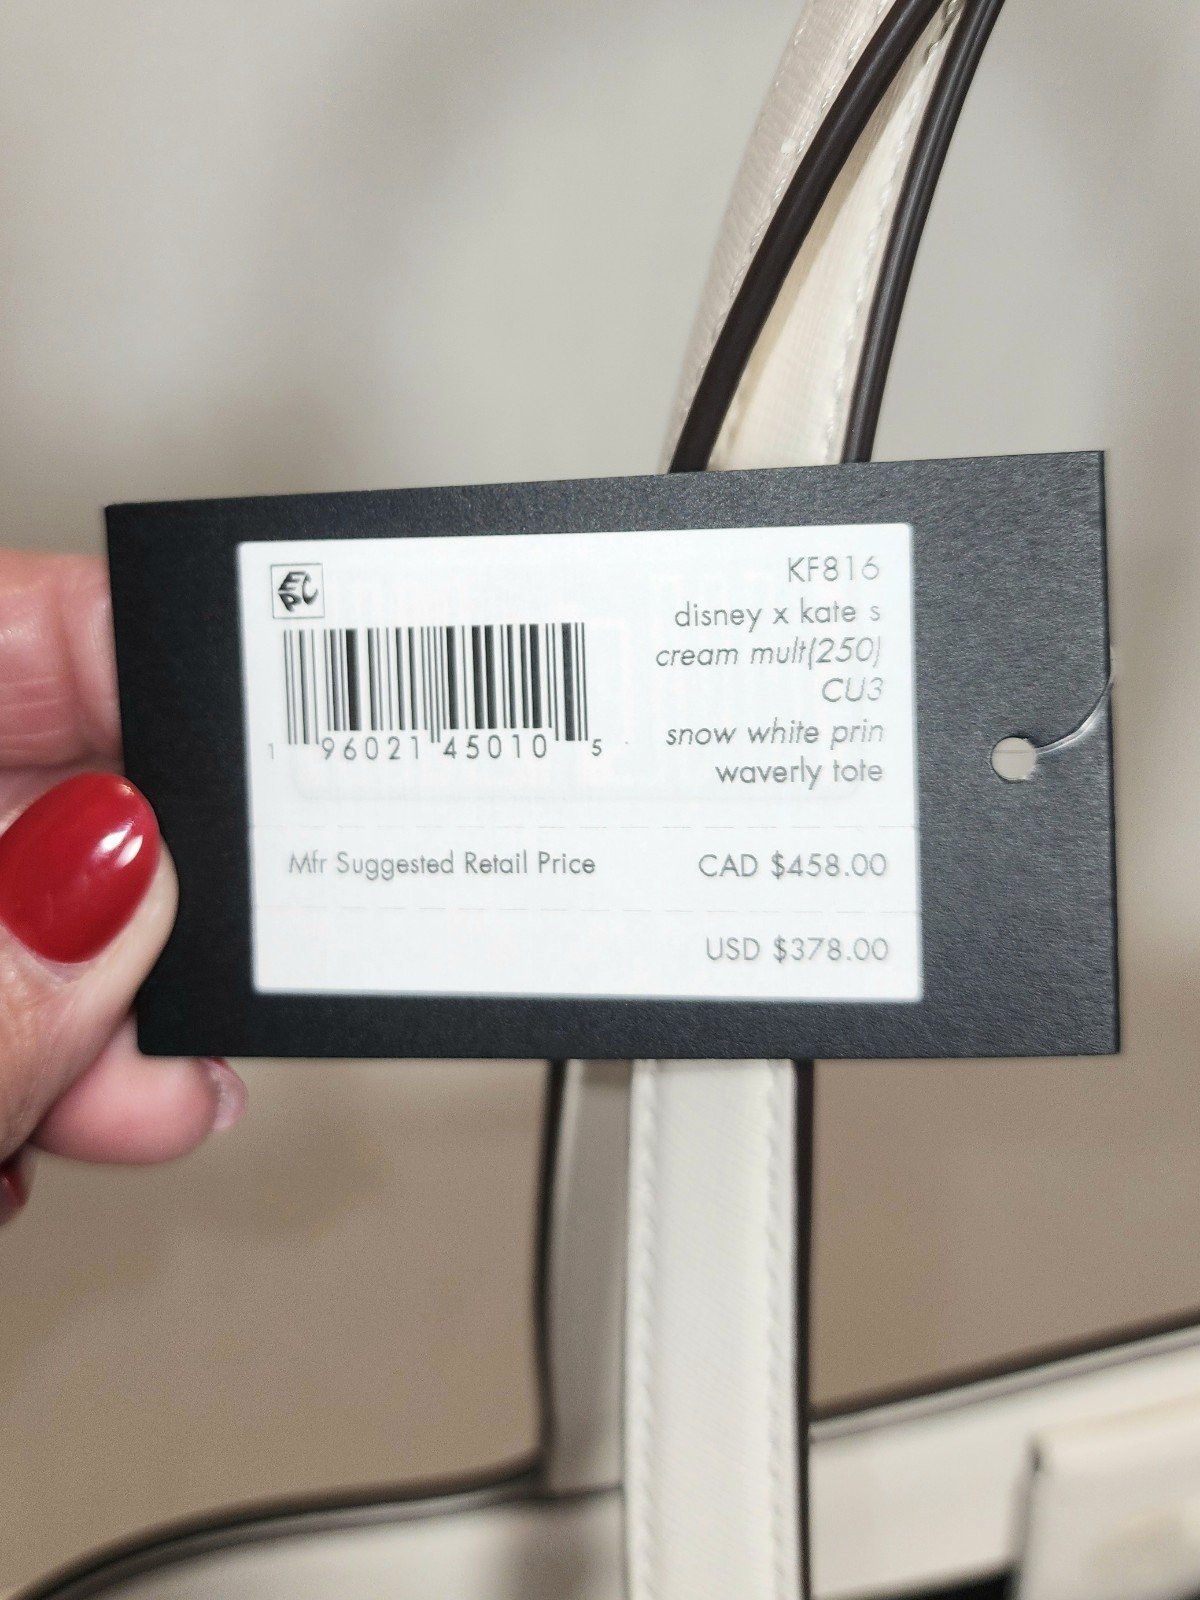 EPC
KF816
disney x kate s
cream mult(250)
CU3
snow white prin
waverly tote
1 96021 45010 5
Mfr Suggested Retail Price CAD $458.00
USD $378.00